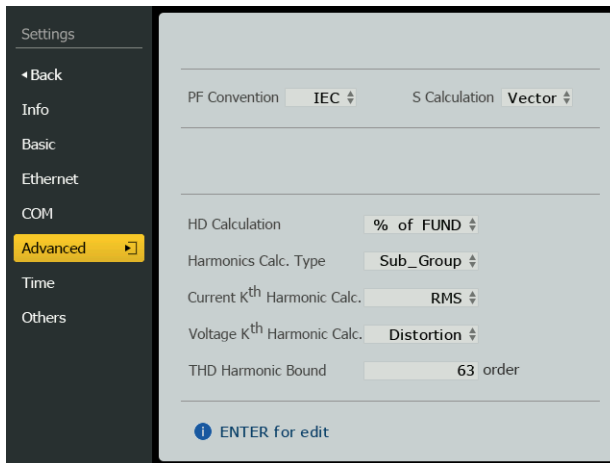 Settings
Back
Info
Basic
Ethernet
COM
Advanced
Time
Others
PF Convention IEC S Calculation Vector
HD Calculation % of FUND
Harmonics Calc. Type Sub_Group
Current Kth Harmonic Calc. RMS
Voltage Kth Harmonic Calc. Distortion
THD Harmonic Bound 63 order
ENTER for edit